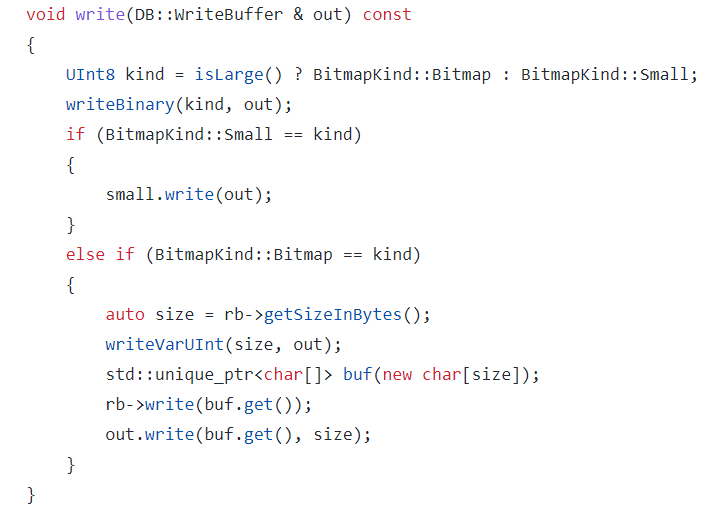 void write(DB::WriteBuffer & out) const
{
    UInt8 kind = isLarge() ? BitmapKind::Bitmap : BitmapKind::Small;
    writeBinary(kind, out);
    if (BitmapKind::Small == kind)
    {
        small.write(out);
    }
    else if (BitmapKind::Bitmap == kind)
    {
        auto size = rb->getSizeInBytes();
        writeVarUInt(size, out);
        std::unique_ptr<char[]> buf(new char[size]);
        rb->write(buf.get());
        out.write(buf.get(), size);
    }
}